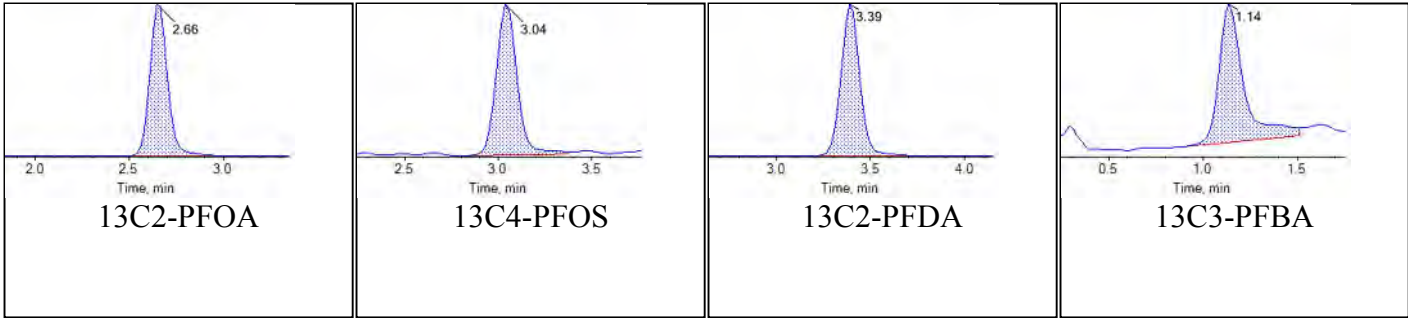 2.66
2.0 2.5 3.0
Time, min
13C2-PFOA
3.04
2.5 3.0 3.5
Time, min
13C4-PFOS
3.39
3.0 3.5 4.0
Time, min
13C2-PFDA
1.14
0.5 1.0 1.5
Time, min
13C3-PFBA